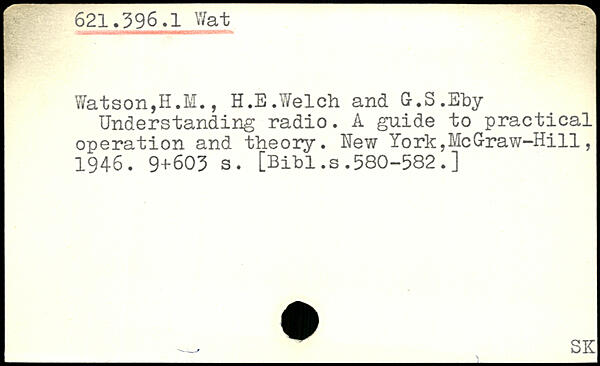 621.396.1 Wat
Watson,H.M., H.E.Welch and G.S.Eby
Understanding radio. A guide to practical
operation and theory. New York,McGraw-Hill,
1946. 9+603 s. [Bibl.s.580-582.]
SK